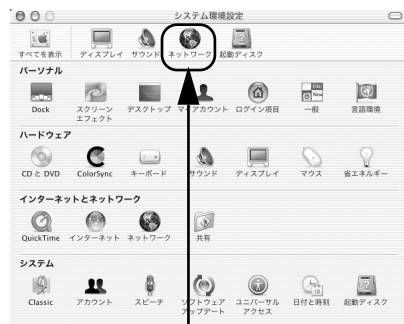 システム環境設定
すべてを表示 ディスプレイ サウンド ネットワーク 起動ディスク
パーソナル
Dock スクリーン エフェクト デスクトップ マイアカウント ログイン項目 一般 言語環境
ハードウェア
CD と DVD ColorSync キーボード サウンド ディスプレイ マウス 省エネルギー
インターネットとネットワーク
QuickTime インターネット ネットワーク 共有
システム
Classic アカウント スピーチ ソフトウェア アップデート ユニバーサル アクセス 日付と時刻 起動ディスク